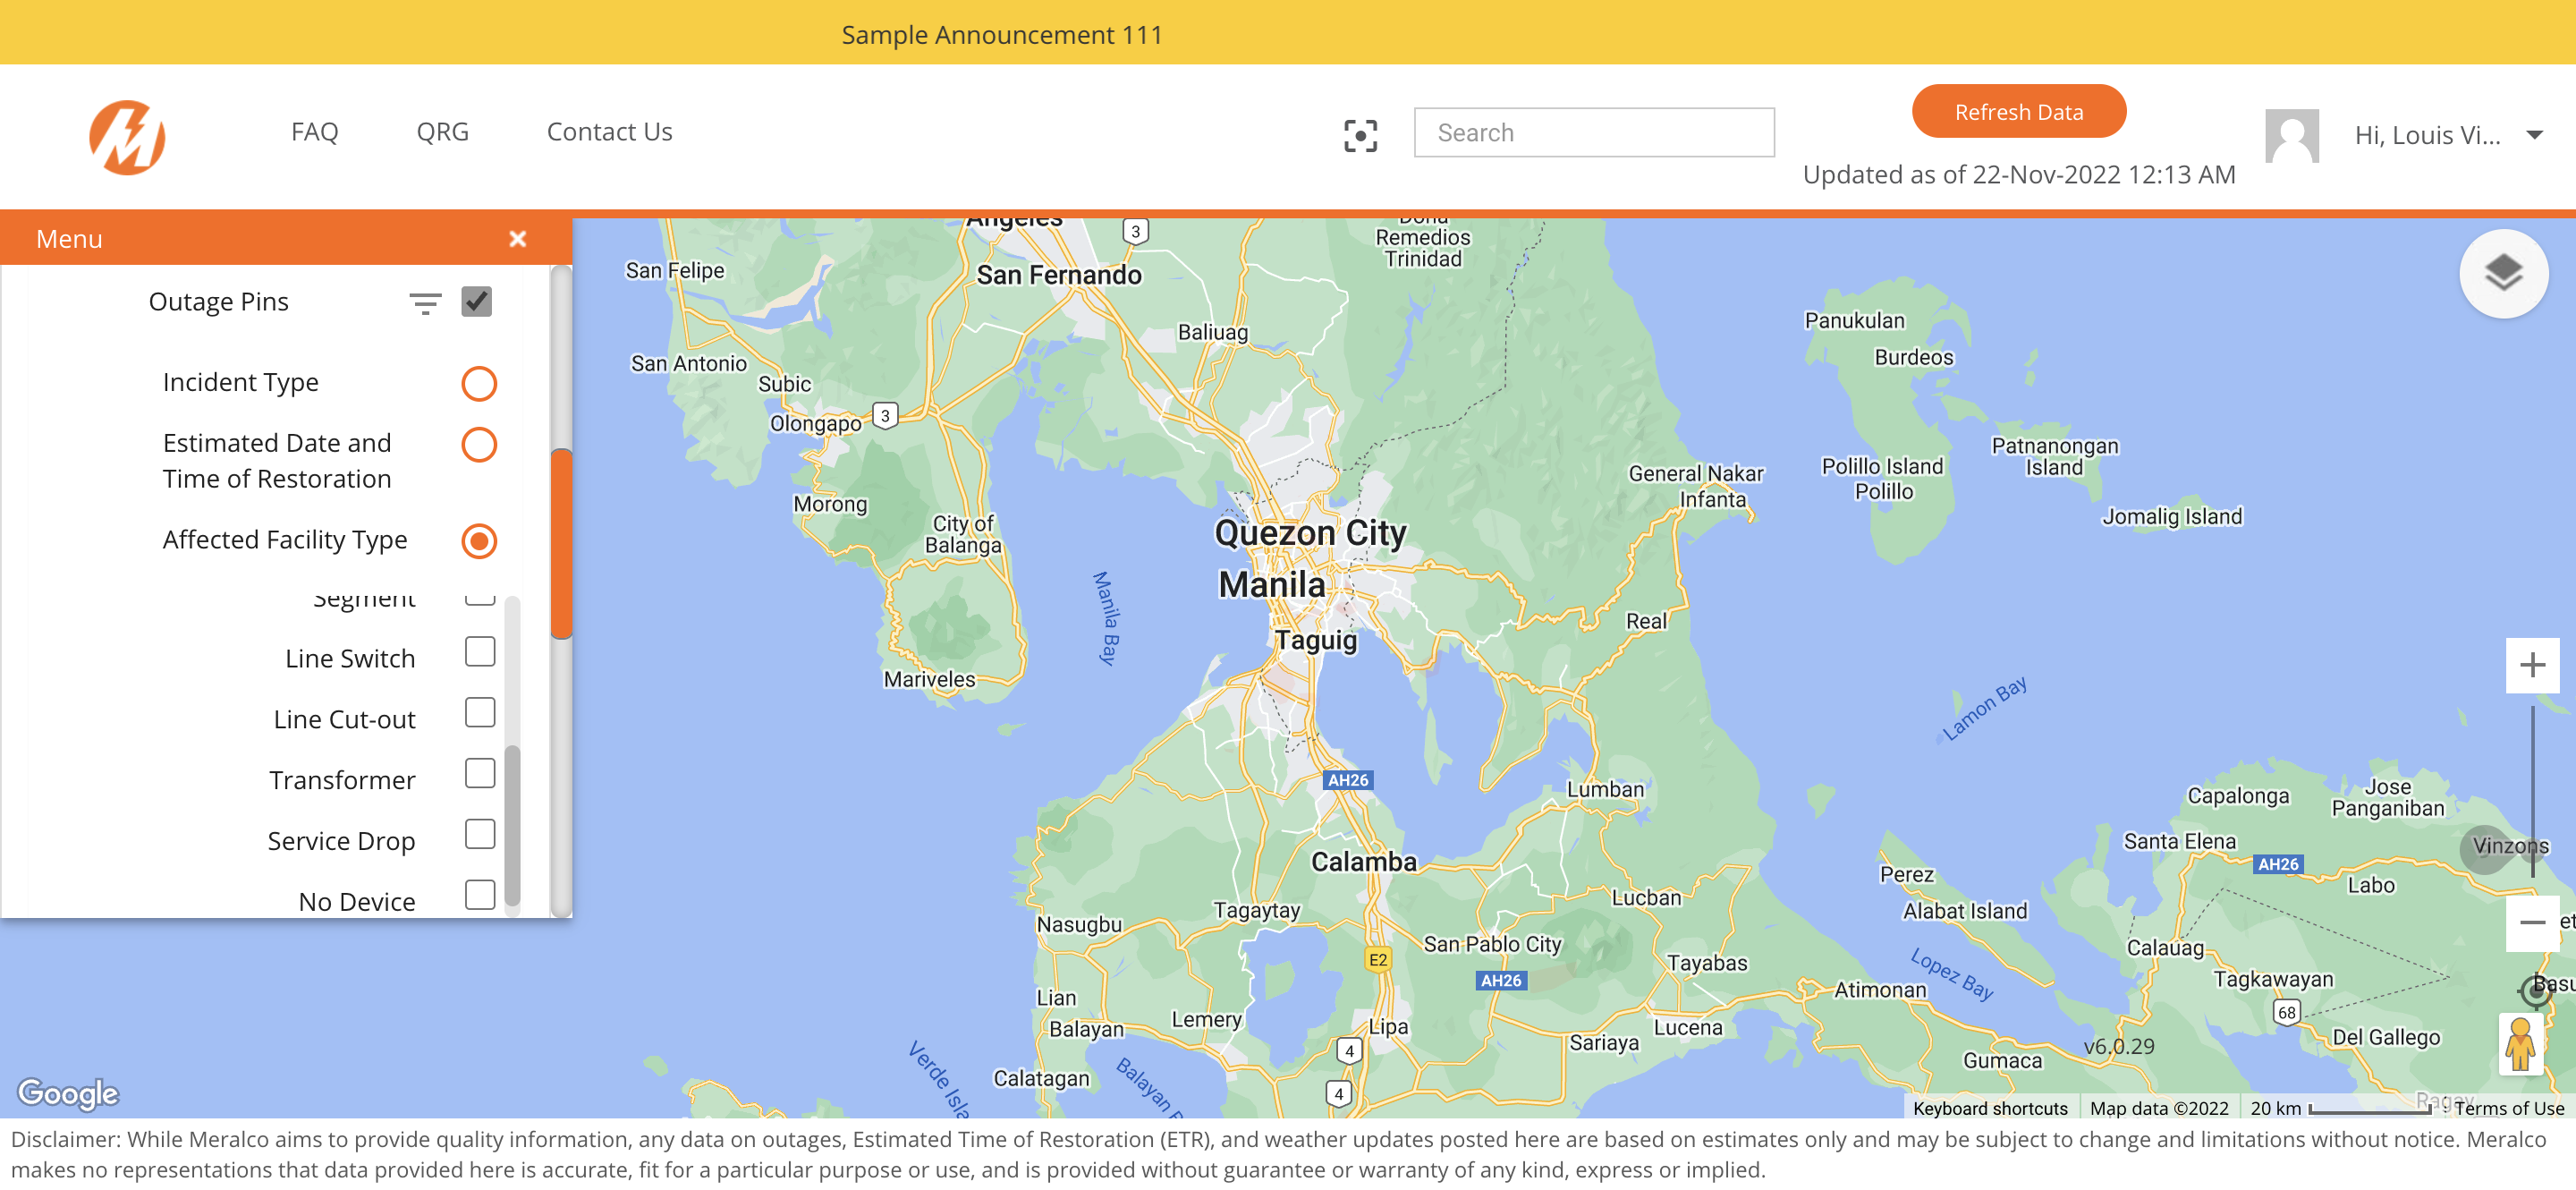 Sample Announcement 111
FAQ
QRG
Contact Us
Search
Refresh Data
Updated as of 22-Nov-2022 12:13 AM
Hi, Louis Vi...
Menu
Outage Pins
Incident Type
Estimated Date and
Time of Restoration
Affected Facility Type
Segment
Line Switch
Line Cut-out
Transformer
Service Drop
No Device
Angeles
3
Doña
Remedios
Trinidad
San Felipe
San Fernando
Baliuag
San Antonio
Subic
Olongapo
3
Panukulan
Burdeos
Patnanongan
Island
Polillo Island
Polillo
Jomalig Island
General Nakar
Infanta
Morong
City of
Balanga
Quezon City
Manila
Manila Bay
Taguig
Real
Mariveles
Lamon Bay
AH26
Lumban
Capalonga
Jose
Panganiban
Santa Elena
Vinzons
AH26
Labo
Calamba
Perez
Lucban
Alabat Island
Tagaytay
Nasugbu
San Pablo City
Calauag
E2
Tayabas
Lopez Bay
AH26
Tagkawayan
Basu
Atimonan
Lian
68
Lemery
Lipa
Lucena
Balayan
Sariaya
Del Gallego
v6.0.29
4
Gumaca
Verde Isla
Balayan
Calatagan
4
Google
Ragay
Keyboard shortcuts
Map data ©2022
20 km
Terms of Use
Disclaimer: While Meralco aims to provide quality information, any data on outages, Estimated Time of Restoration (ETR), and weather updates posted here are based on estimates only and may be subject to change and limitations without notice. Meralco
makes no representations that data provided here is accurate, fit for a particular purpose or use, and is provided without guarantee or warranty of any kind, express or implied.